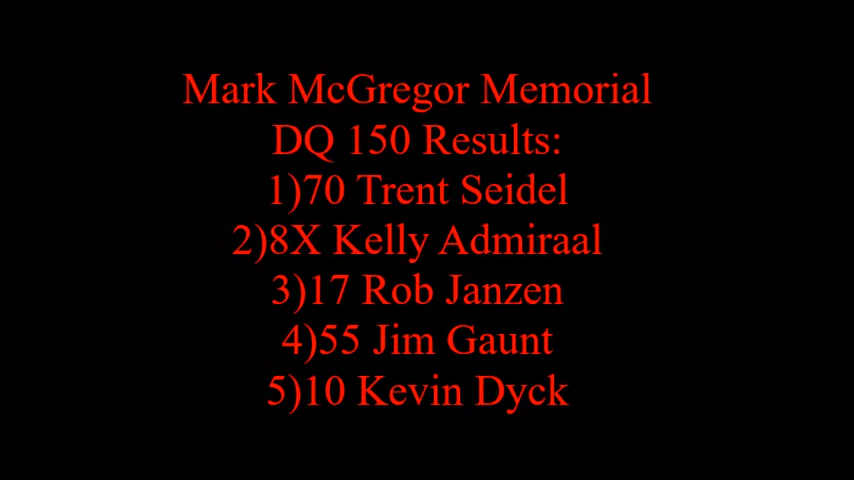 Mark McGregor Memorial
DQ 150 Results:
1)70 Trent Seidel
2)8X Kelly Admiraal
3)17 Rob Janzen
4)55 Jim Gaunt
5)10 Kevin Dyck